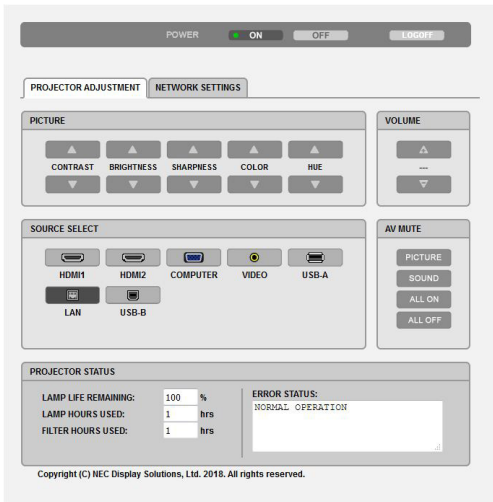 POWER ON OFF LOGOFF
PROJECTOR ADJUSTMENT NETWORK SETTINGS
PICTURE
CONTRAST BRIGHTNESS SHARPNESS COLOR HUE
VOLUME
---
SOURCE SELECT
HDMI1 HDMI2 COMPUTER VIDEO USB-A
LAN USB-B
AV MUTE
PICTURE
SOUND
ALL ON
ALL OFF
PROJECTOR STATUS
LAMP LIFE REMAINING: 100 %
LAMP HOURS USED: 1 hrs
FILTER HOURS USED: 1 hrs
ERROR STATUS:
NORMAL OPERATION
Copyright (C) NEC Display Solutions, Ltd. 2018. All rights reserved.